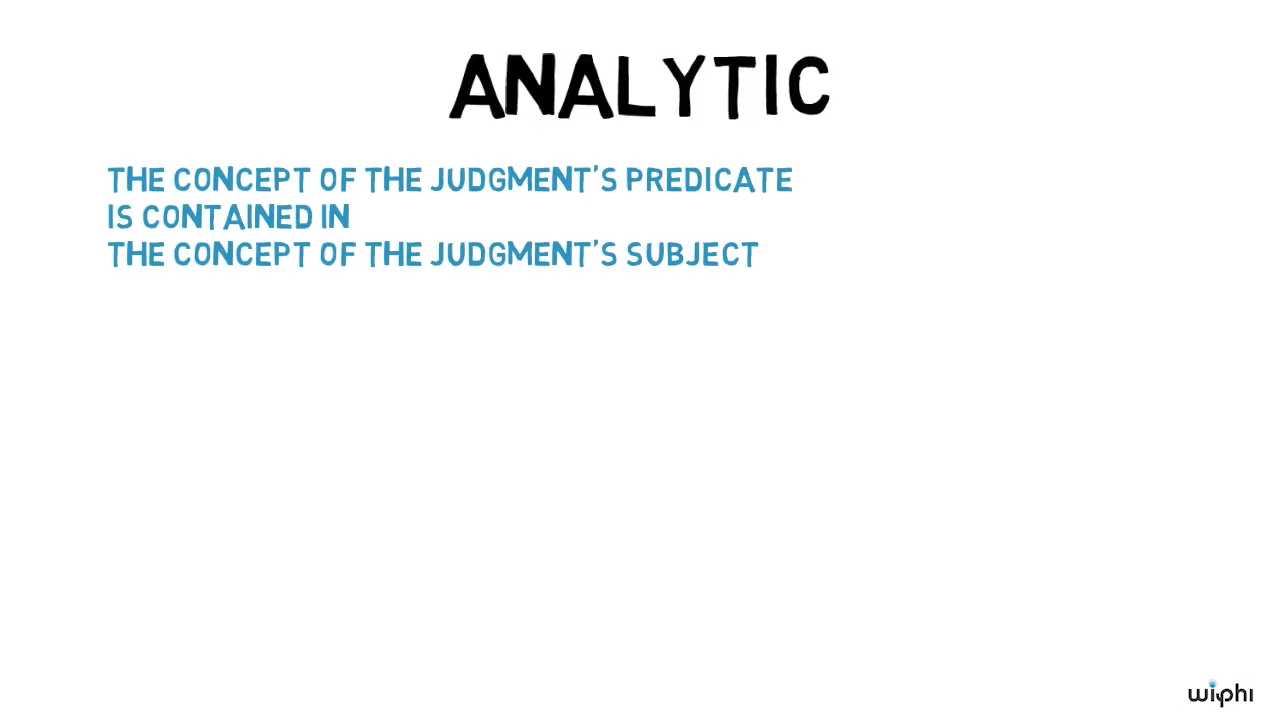 ANALYTIC
THE CONCEPT OF THE JUDGMENT'S PREDICATE
IS CONTAINED IN
THE CONCEPT OF THE JUDGMENT'S SUBJECT
wiphi